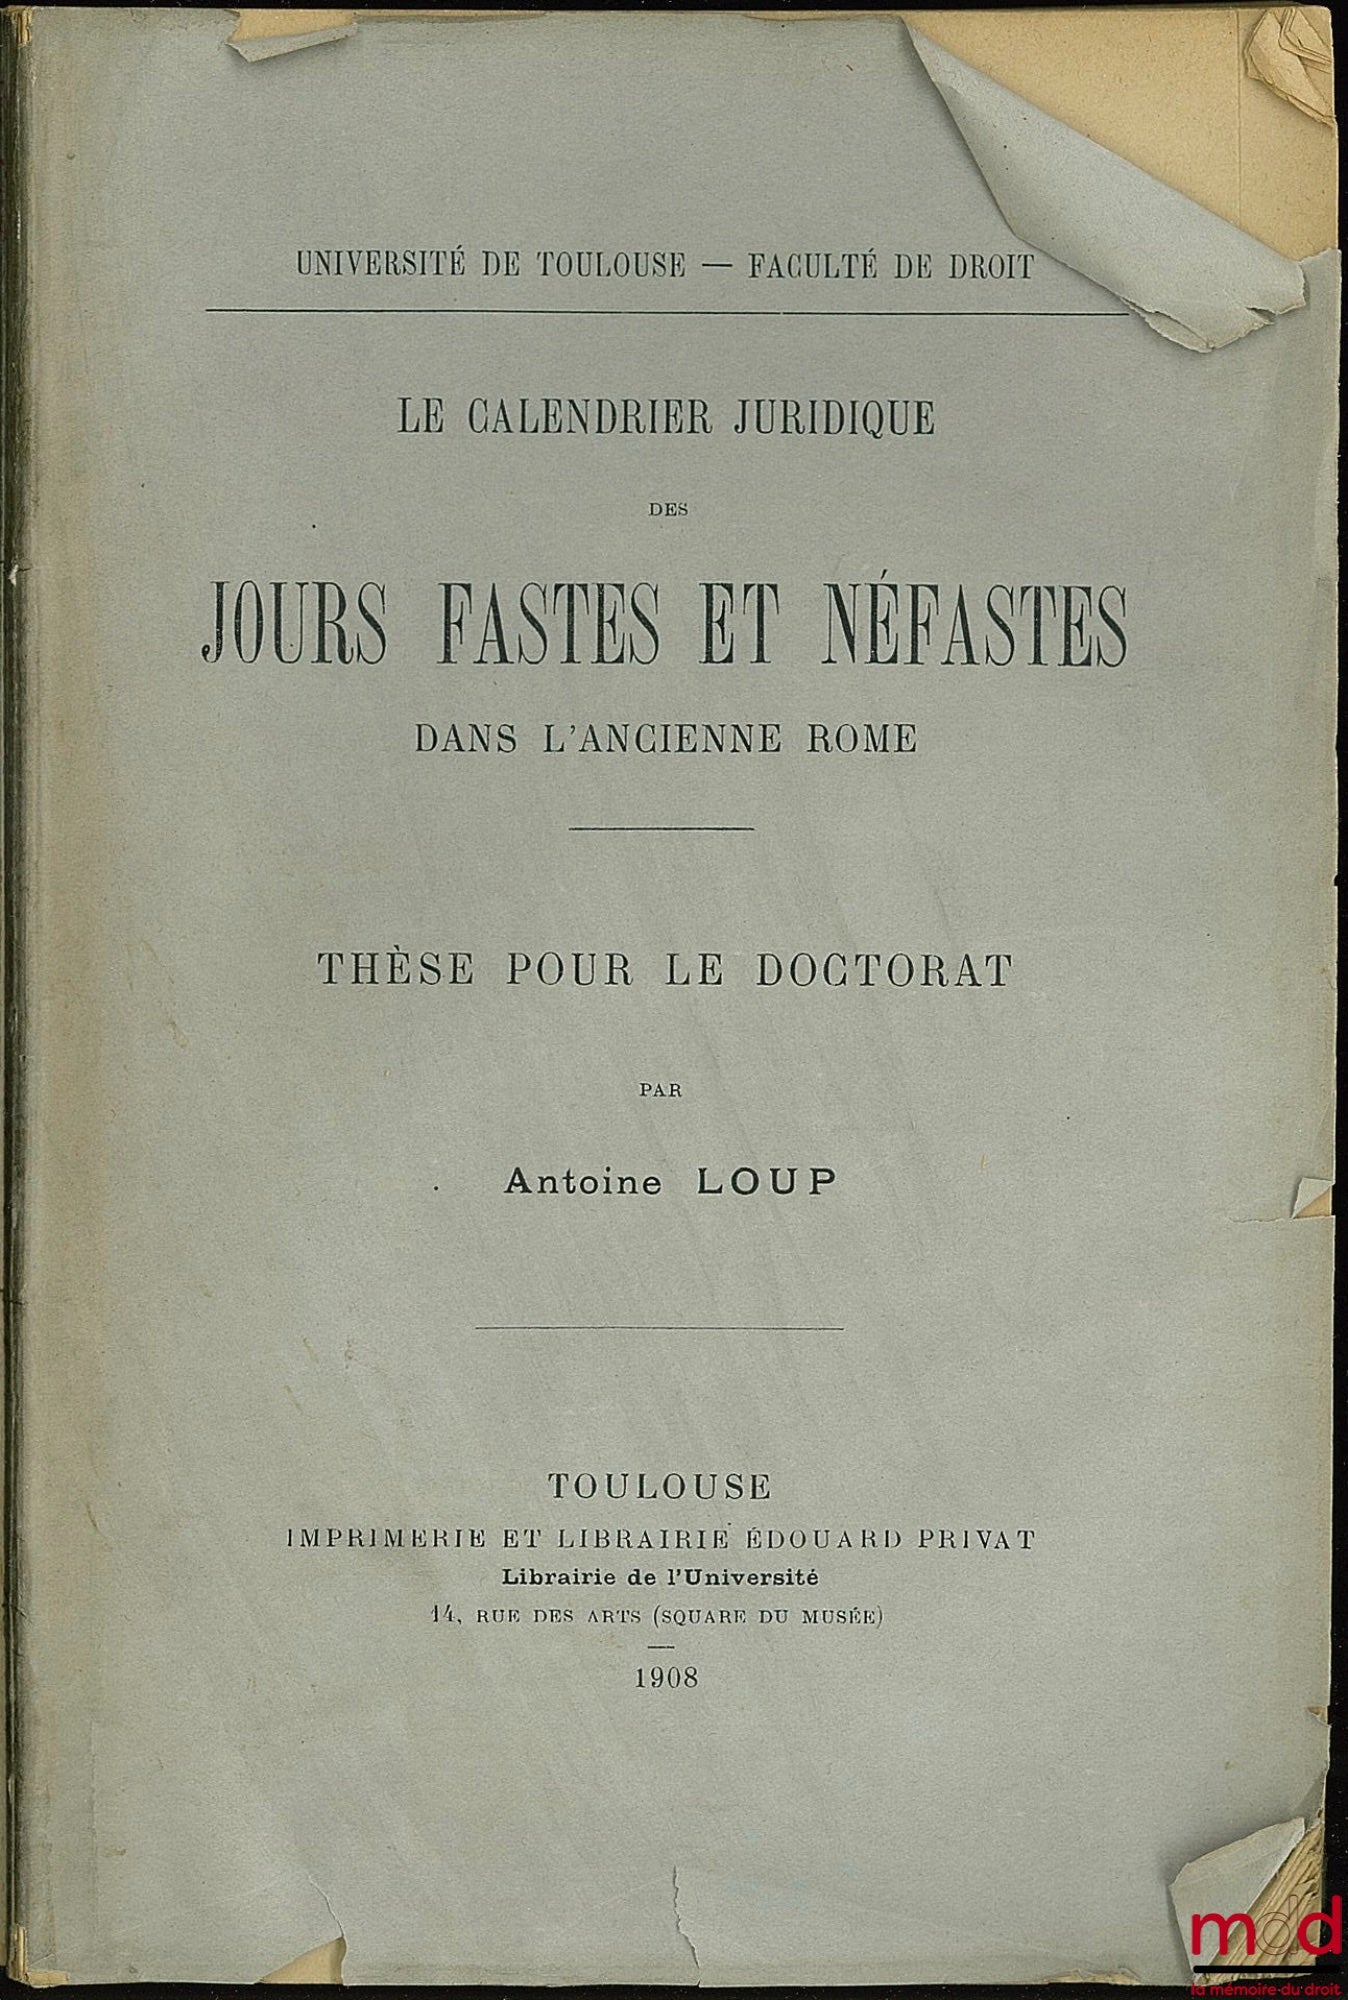 UNIVERSITÉ DE TOULOUSE — FACULTÉ DE DROIT
LE CALENDRIER JURIDIQUE
DES
JOURS FASTES ET NÉFASTES
DANS L'ANCIENNE ROME
THÈSE POUR LE DOCTORAT
PAR
Antoine LOUP
TOULOUSE
IMPRIMERIE ET LIBRAIRIE ÉDOUARD PRIVAT
Librairie de l'Université
14, RUE DES ARTS (SQUARE DU MUSÉE)
1908
mdd
la mémoire du droit